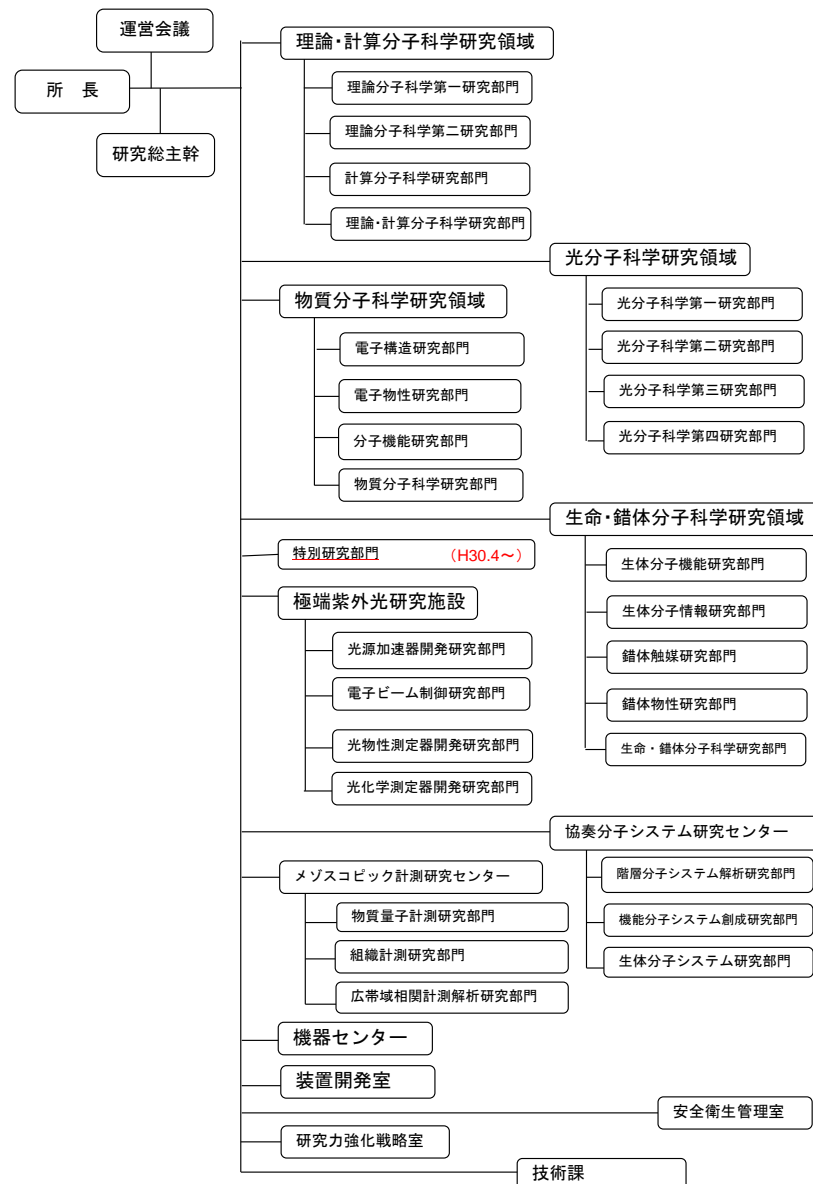 運営会議
所　長
研究総主幹
理論・計算分子科学研究領域
理論分子科学第一研究部門
理論分子科学第二研究部門
計算分子科学研究部門
理論・計算分子科学研究部門
光分子科学研究領域
光分子科学第一研究部門
光分子科学第二研究部門
光分子科学第三研究部門
光分子科学第四研究部門
物質分子科学研究領域
電子構造研究部門
電子物性研究部門
分子機能研究部門
物質分子科学研究部門
生命・錯体分子科学研究領域
生体分子機能研究部門
生体分子情報研究部門
錯体触媒研究部門
錯体物性研究部門
生命・錯体分子科学研究部門
特別研究部門　（H30.4～）
極端紫外光研究施設
光源加速器開発研究部門
電子ビーム制御研究部門
光物性測定器開発研究部門
光化学測定器開発研究部門
協奏分子システム研究センター
階層分子システム解析研究部門
機能分子システム創成研究部門
生体分子システム研究部門
メゾスコピック計測研究センター
物質量子計測研究部門
組織計測研究部門
広帯域相関計測解析研究部門
機器センター
装置開発室
安全衛生管理室
研究力強化戦略室
技術課